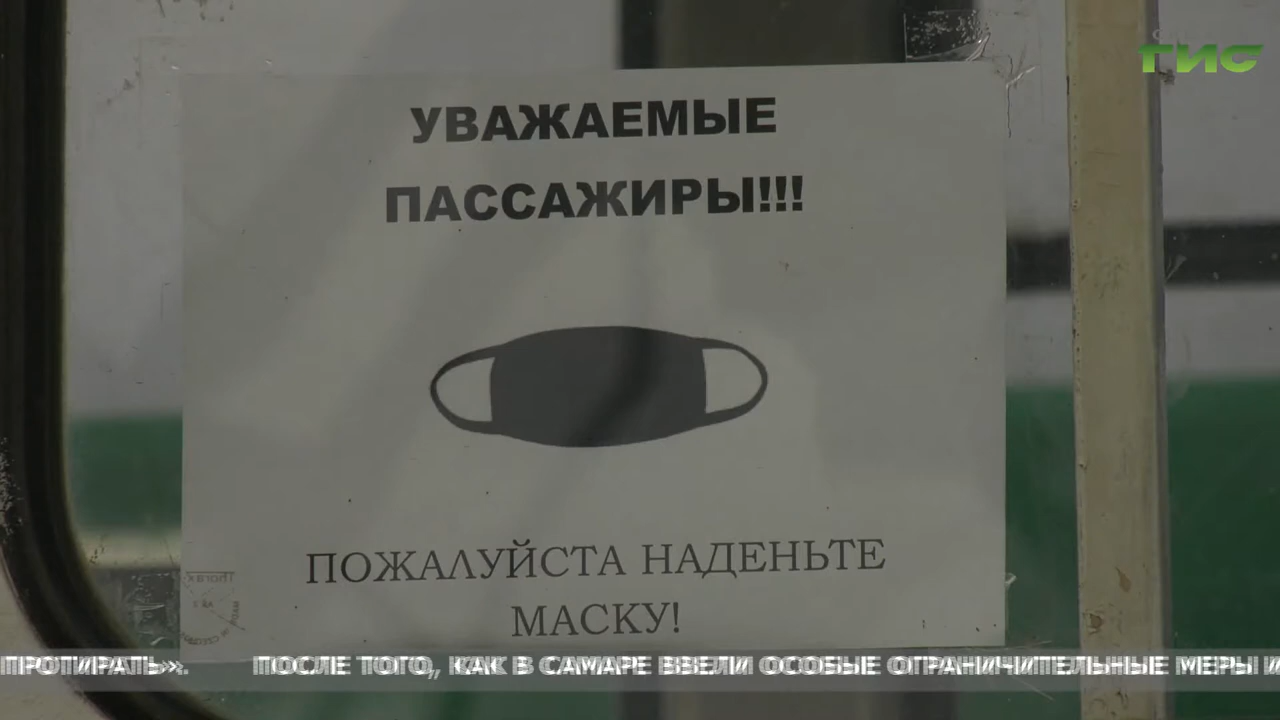 ГИС
УВАЖАЕМЫЕ
ПАССАЖИРЫ!!!
ПОЖАЛУЙСТА НАДЕНЬТЕ
МАСКУ!
ПРОТИРАТЬ». ПОСЛЕ ТОГО, КАК В САМАРЕ ВВЕЛИ ОСОБЫЕ ОГРАНИЧИТЕЛЬНЫЕ МЕРЫ И